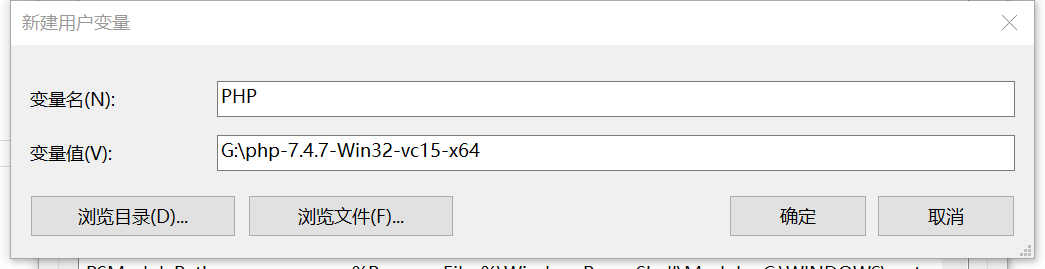 新建用户变量
变量名(N):
PHP
变量值(V):
G:\php-7.4.7-Win32-vc15-x64
浏览目录(D)...
浏览文件(F)...
确定
取消